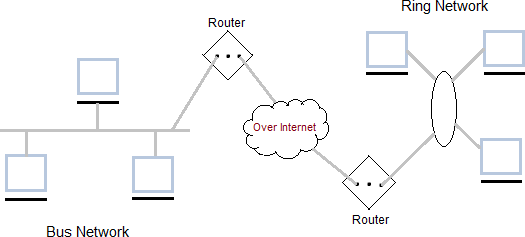 Ring Network
Router
Over Internet
Router
Bus Network